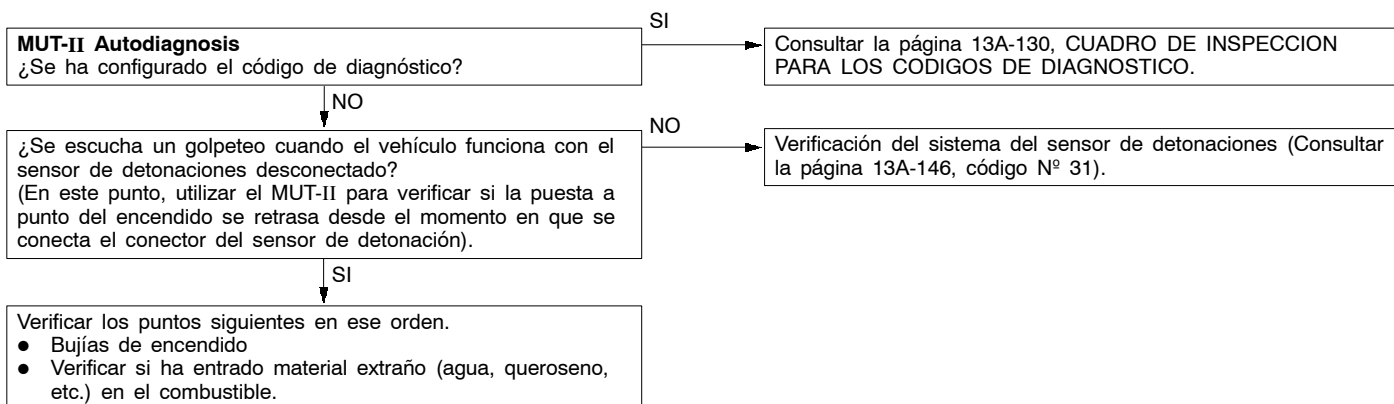 SI
MUT-II Autodiagnosis
¿Se ha configurado el código de diagnóstico?
Consultar la página 13A-130, CUADRO DE INSPECCION
PARA LOS CODIGOS DE DIAGNOSTICO.
NO
NO
¿Se escucha un golpeteo cuando el vehículo funciona con el
sensor de detonaciones desconectado?
(En este punto, utilizar el MUT-II para verificar si la puesta a
punto del encendido se retrasa desde el momento en que se
conecta el conector del sensor de detonación).
Verificación del sistema del sensor de detonaciones (Consultar
la página 13A-146, código Nº 31).
SI
Verificar los puntos siguientes en ese orden.
● Bujías de encendido
● Verificar si ha entrado material extraño (agua, queroseno,
etc.) en el combustible.